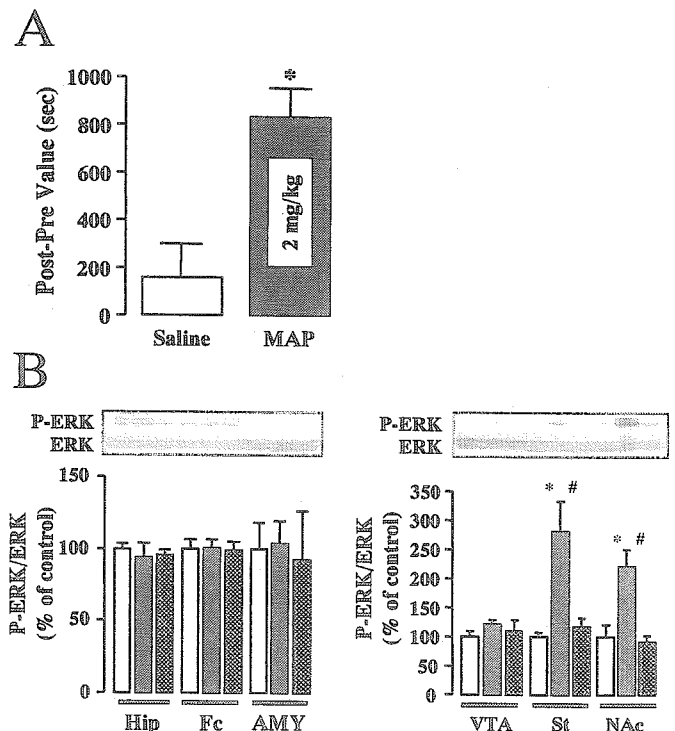 A
Post-Pre Value (sec)
1000
800
600
400
200
0
*
2 mg/kg
Saline MAP
B
P-ERK
ERK
P-ERK/ERK
(% of control)
150
100
50
0
Hip Fc AMY
P-ERK
ERK
P-ERK/ERK
(% of control)
350
300
250
200
150
100
50
0
* #
* #
VTA St NAc